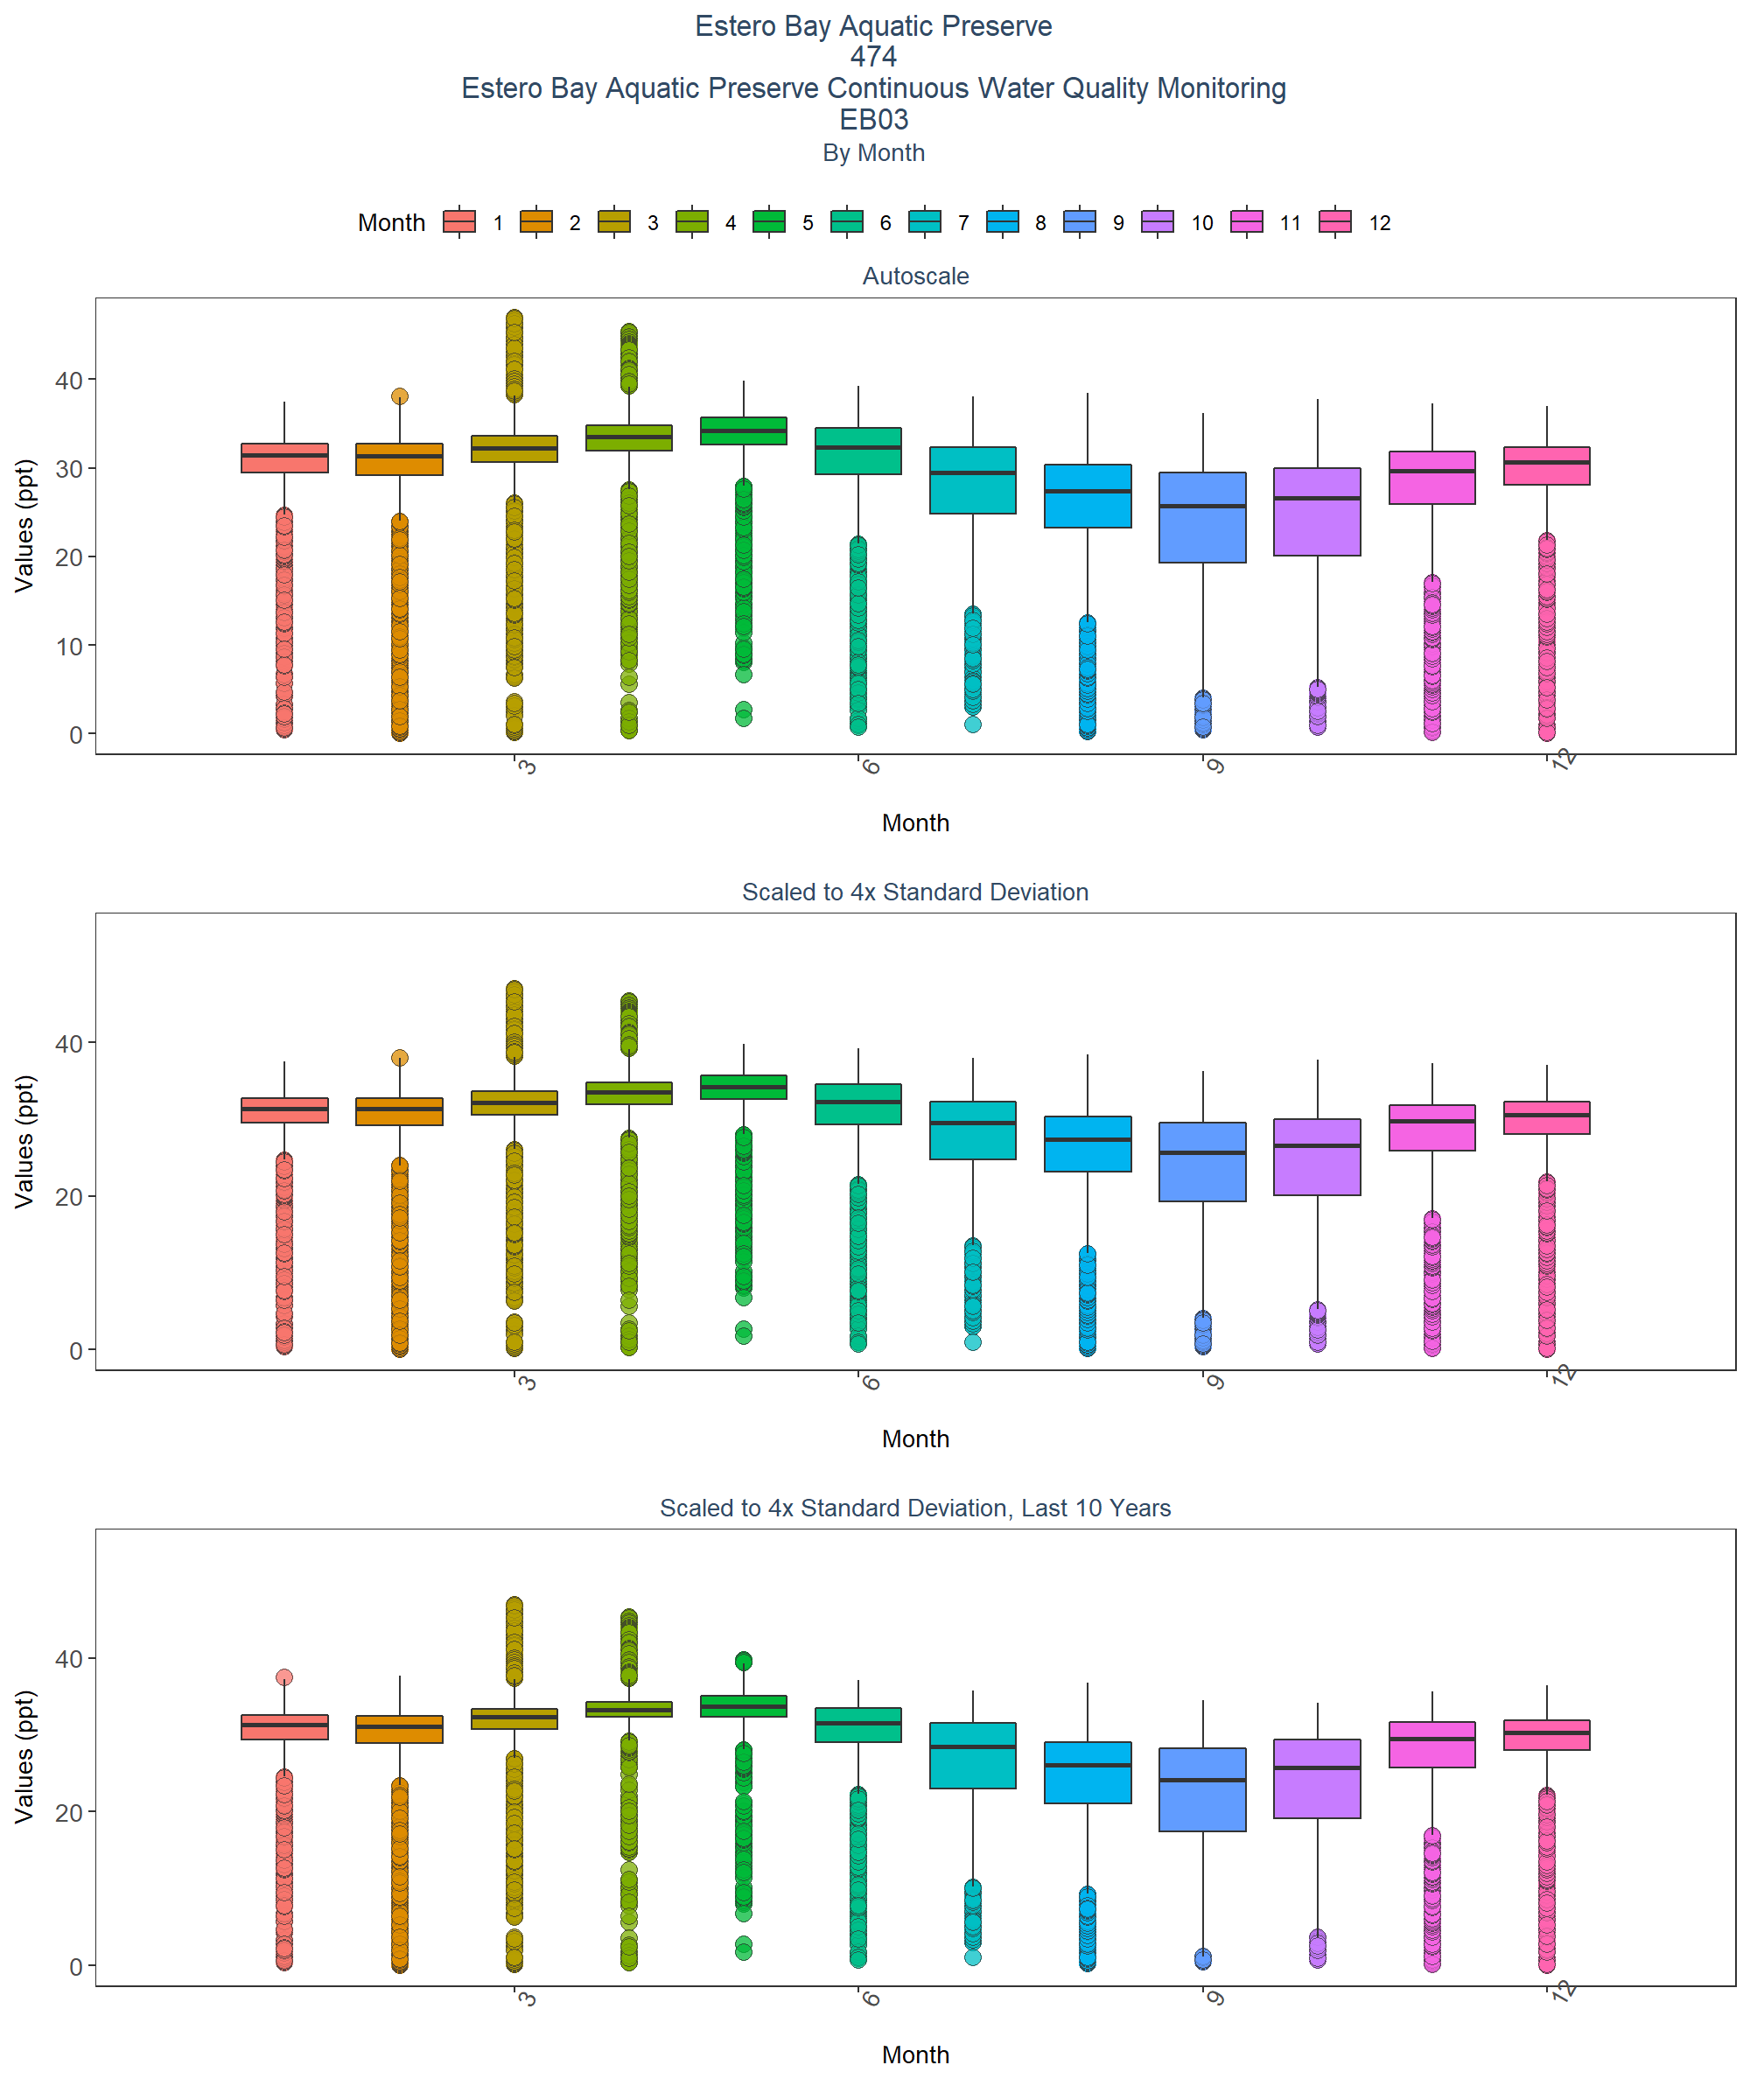 Estero Bay Aquatic Preserve
474
Estero Bay Aquatic Preserve Continuous Water Quality Monitoring
EB03
By Month
Month 1 2 3 4 5 6 7 8 9 10 11 12
Autoscale
Values (ppt)
40
30
20
10
0
3 6 9 12
Month
Scaled to 4x Standard Deviation
Values (ppt)
40
20
0
3 6 9 12
Month
Scaled to 4x Standard Deviation, Last 10 Years
Values (ppt)
40
20
0
3 6 9 12
Month